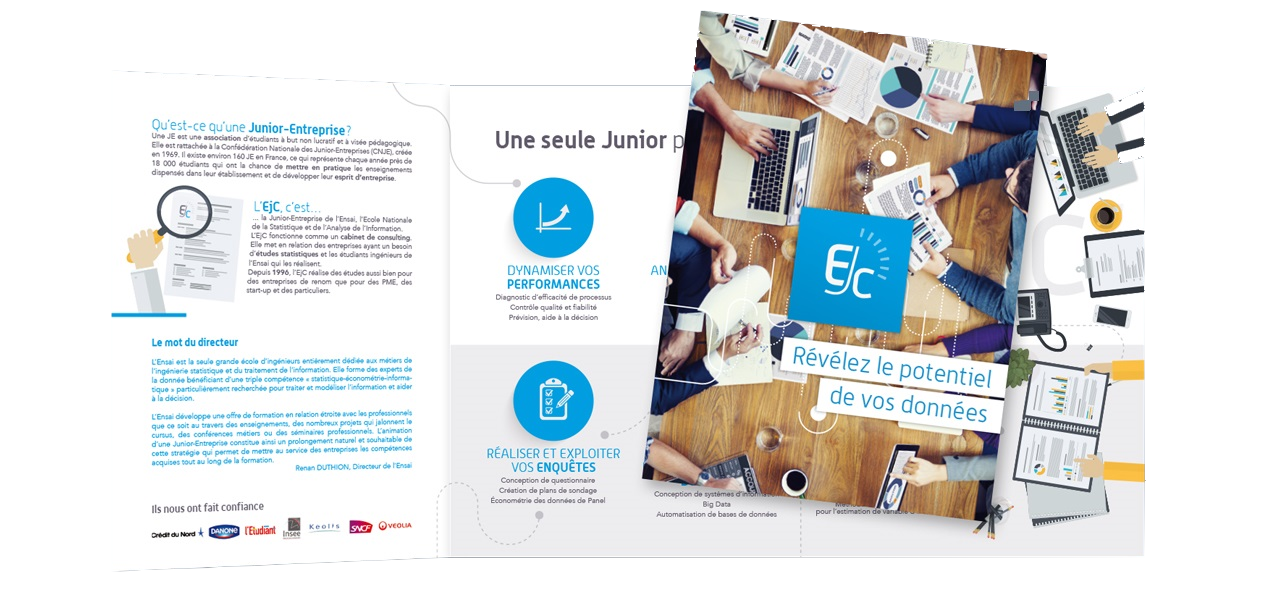 Qu'est-ce qu'une Junior-Entreprise ?
Une JE est une association d'étudiants à but non lucratif et à visée pédagogique.
Elle est rattachée à la Confédération Nationale des Junior-Entreprises (CNJE), créée
en 1969. Il existe environ 160 JE en France, ce qui représente chaque année près de
18 000 étudiants qui ont la chance de mettre en pratique les enseignements
dispensés dans leur établissement et de développer leur esprit d'entreprise.
EjC
L'EjC, c'est...
... la Junior-Entreprise de l'Ensai, l'Ecole Nationale
de la Statistique et de l'Analyse de l'Information.
L'EjC fonctionne comme un cabinet de consulting.
Elle met en relation des entreprises ayant un besoin
d'études statistiques et les étudiants ingénieurs de
l'Ensai qui les réalisent.
Depuis 1996, l'EjC réalise des études aussi bien pour
des entreprises de renom que pour des PME, des
start-up et des particuliers.
Le mot du directeur
L'Ensai est la seule grande école d'ingénieurs entièrement dédiée aux métiers de
l'ingénierie statistique et du traitement de l'information. Elle forme des experts de
la donnée bénéficiant d'une triple compétence « statistique-économétrie-informa-
tique » particulièrement recherchée pour traiter et modéliser l'information et aider
à la décision.
L'Ensai développe une offre de formation en relation étroite avec les professionnels
que ce soit au travers des enseignements, des nombreux projets qui jalonnent le
cursus, des conférences métiers ou des séminaires professionnels. L'animation
d'une Junior-Entreprise constitue ainsi un prolongement naturel et souhaitable de
cette stratégie qui permet de mettre au service des entreprises les compétences
acquises tout au long de la formation.
Renan DUTHION, Directeur de l'Ensai
Ils nous ont fait confiance
Crédit du Nord DANONE l'Etudiant Insee Keolis SNCF VEOLIA
Une seule Junior p
DYNAMISER VOS
PERFORMANCES
Diagnostic d'efficacité de processus
Contrôle qualité et fiabilité
Prévision, aide à la décision
AN
RÉALISER ET EXPLOITER
VOS ENQUÊTES
Conception de questionnaire
Création de plans de sondage
Économétrie des données de Panel
Conception de systèmes d'inform
Big Data
Automatisation de bases de données
pour l'estimation de variable
EjC
Révélez le potentiel
de vos données
C